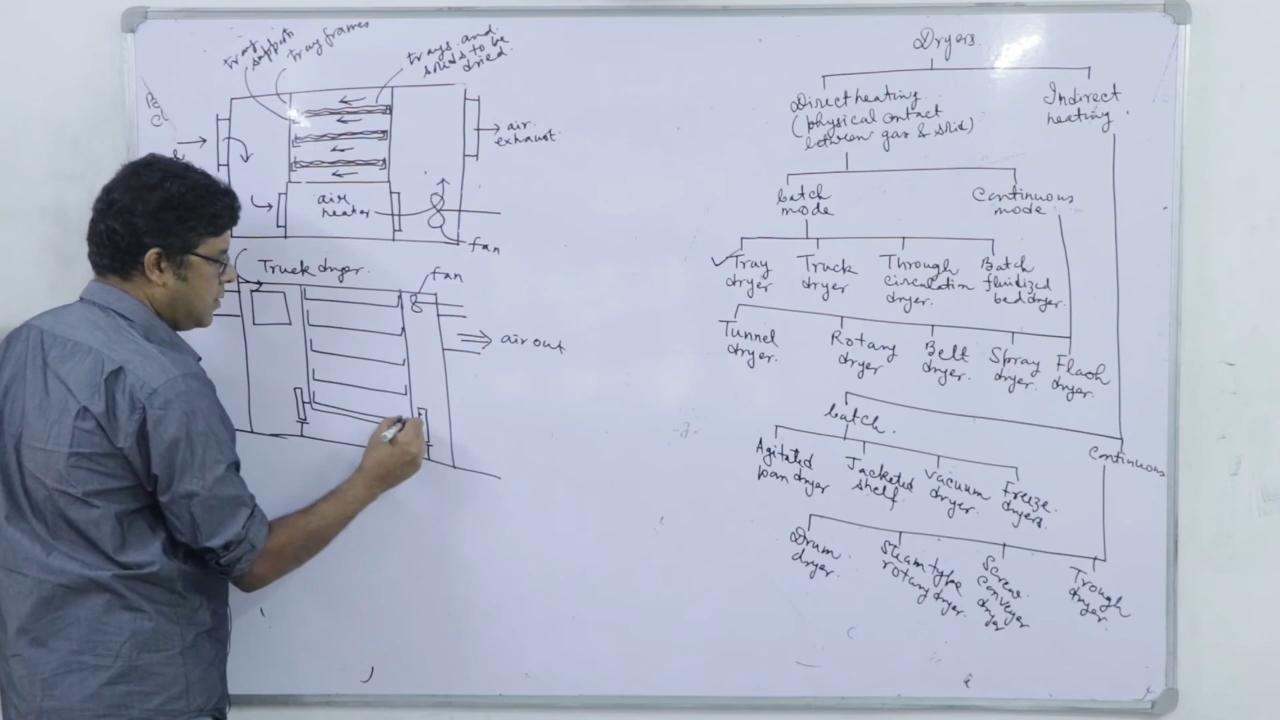 tray
supports
tray frames
trays and
solids to be
dried.
air
exhaust.
air
heater
fan
Truck dryer.
fan
air out
Dryers
Direct heating
(physical contact
between gas & solid)
Indirect
heating
batch
mode
Continuous
mode
Tray
dryer
Truck
dryer
Through
circulation
dryer.
Batch
fluidized
bed dryer.
Tunnel
dryer.
Rotary
dryer
Belt
dryer.
Spray
dryer.
Flash
dryer.
batch.
Continuous
Agitated
pan dryer
Jacketed
shelf.
Vacuum
dryer.
Freeze
dryers.
Drum
dryer.
Steam type
rotary dryer.
Screw
conveyer
dryer
Trough
dryer.